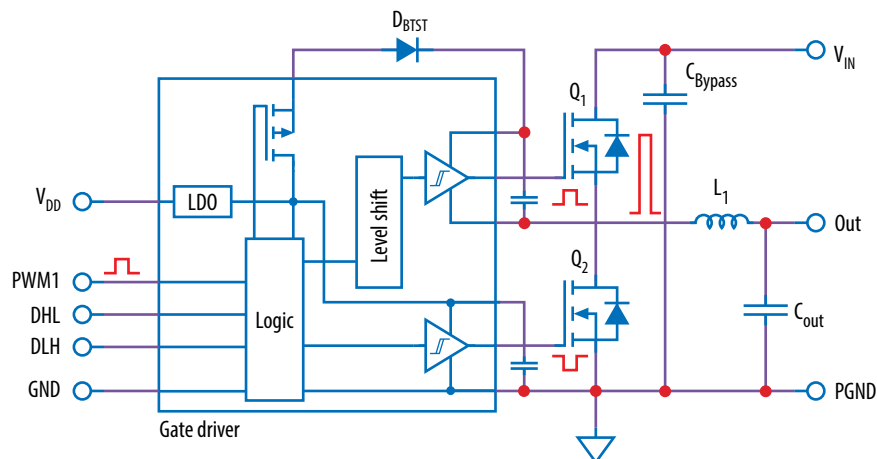 D_BTST
V_IN
C_Bypass
Q_1
V_DD
LDO
Level shift
L_1
Out
PWM1
Q_2
DHL
Logic
C_out
DLH
GND
PGND
Gate driver